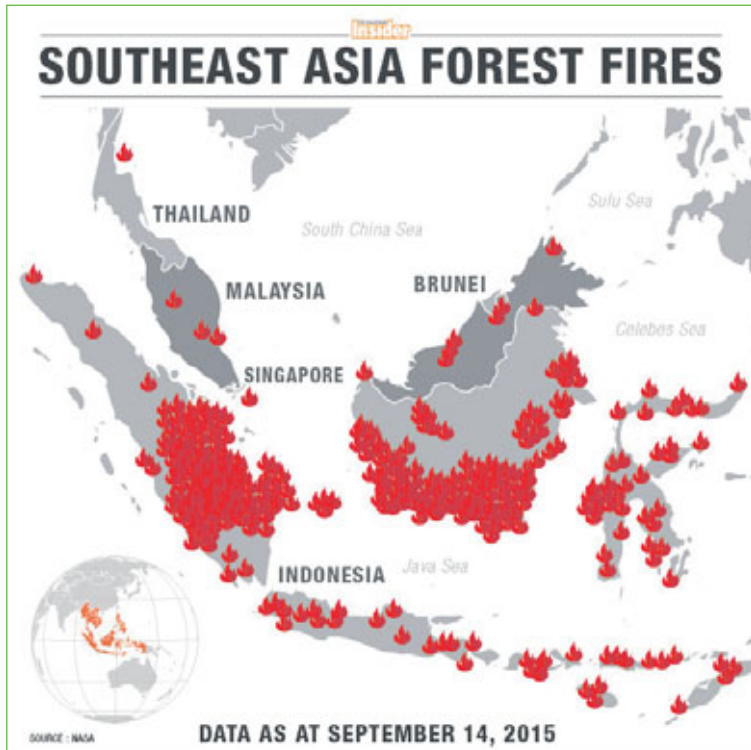 Insider
SOUTHEAST ASIA FOREST FIRES
THAILAND
South China Sea
Sulu Sea
MALAYSIA
BRUNEI
Celebes Sea
SINGAPORE
INDONESIA
Java Sea
SOURCE : NASA
DATA AS AT SEPTEMBER 14, 2015